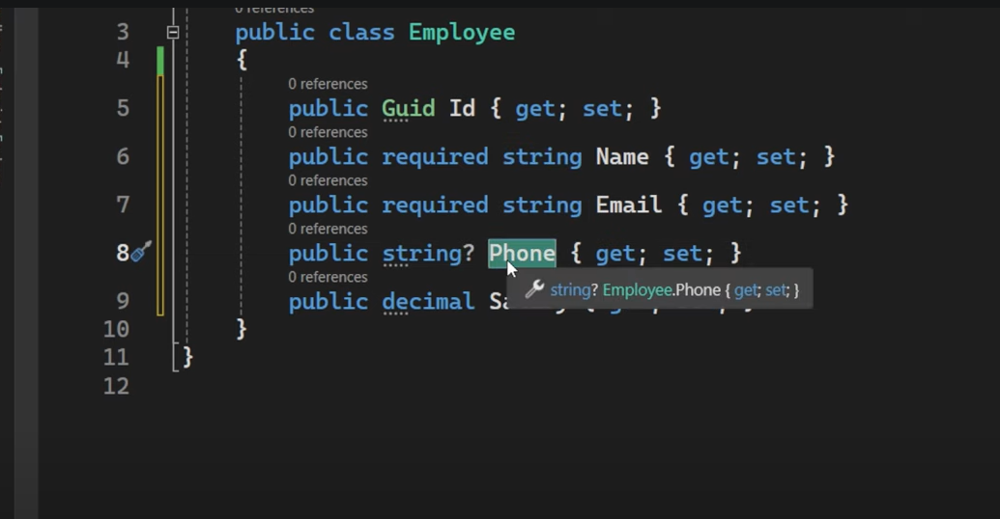 0 references
3 public class Employee
4 {
0 references
5 public Guid Id { get; set; }
0 references
6 public required string Name { get; set; }
0 references
7 public required string Email { get; set; }
0 references
8 public string? Phone { get; set; }
0 references
string? Employee.Phone { get; set; }
9 public decimal
10 }
11 }
12